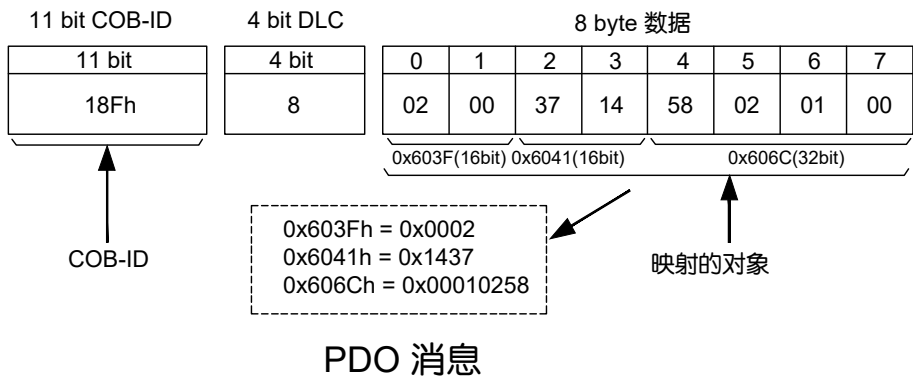 11 bit COB-ID 4 bit DLC 8 byte 数据
11 bit 4 bit 0 1 2 3 4 5 6 7
18Fh 8 02 00 37 14 58 02 01 00
0x603F(16bit) 0x6041(16bit) 0x606C(32bit)
0x603Fh = 0x0002
0x6041h = 0x1437
0x606Ch = 0x00010258
COB-ID 映射的对象
PDO 消息